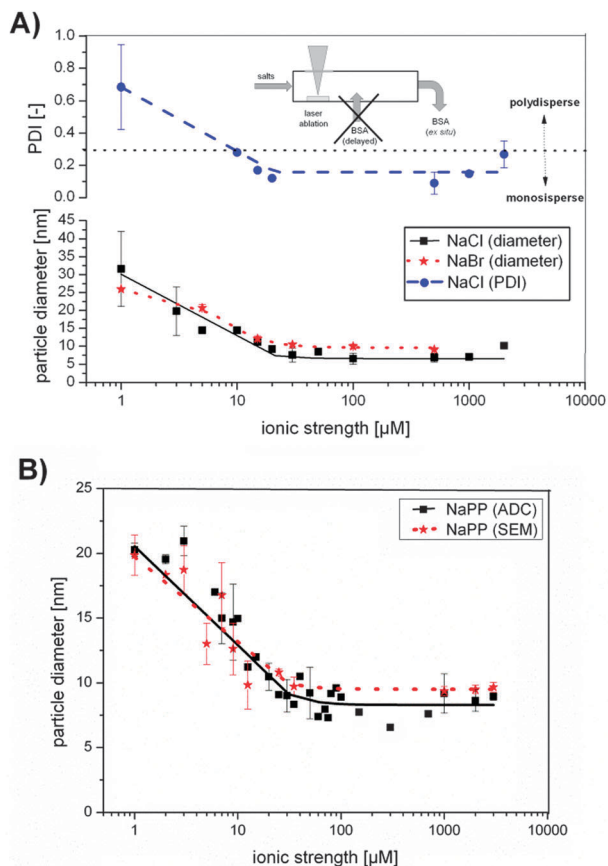 A)
1.0
0.8
0.6
0.4
0.2
0.0
PDI [-]
salts
laser
ablation
BSA
(delayed)
BSA
(ex situ)
polydisperse
monosisperse
45
40
35
30
25
20
15
10
5
0
particle diameter [nm]
NaCl (diameter)
NaBr (diameter)
NaCl (PDI)
1
10
100
1000
10000
ionic strength [µM]
B)
25
20
15
10
5
0
particle diameter [nm]
NaPP (ADC)
NaPP (SEM)
1
10
100
1000
10000
ionic strength [µM]